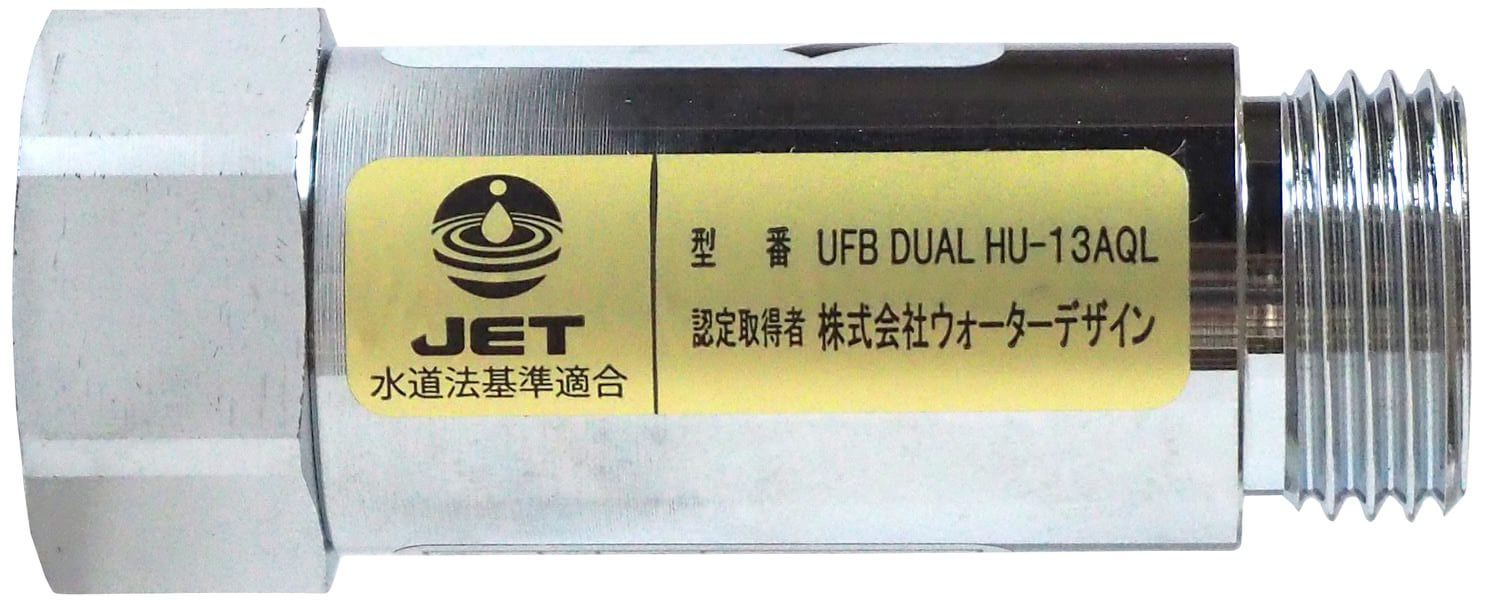 JET
水道法基準適合
型 番 UFB DUAL HU-13AQL
認定取得者 株式会社ウォーターデザイン